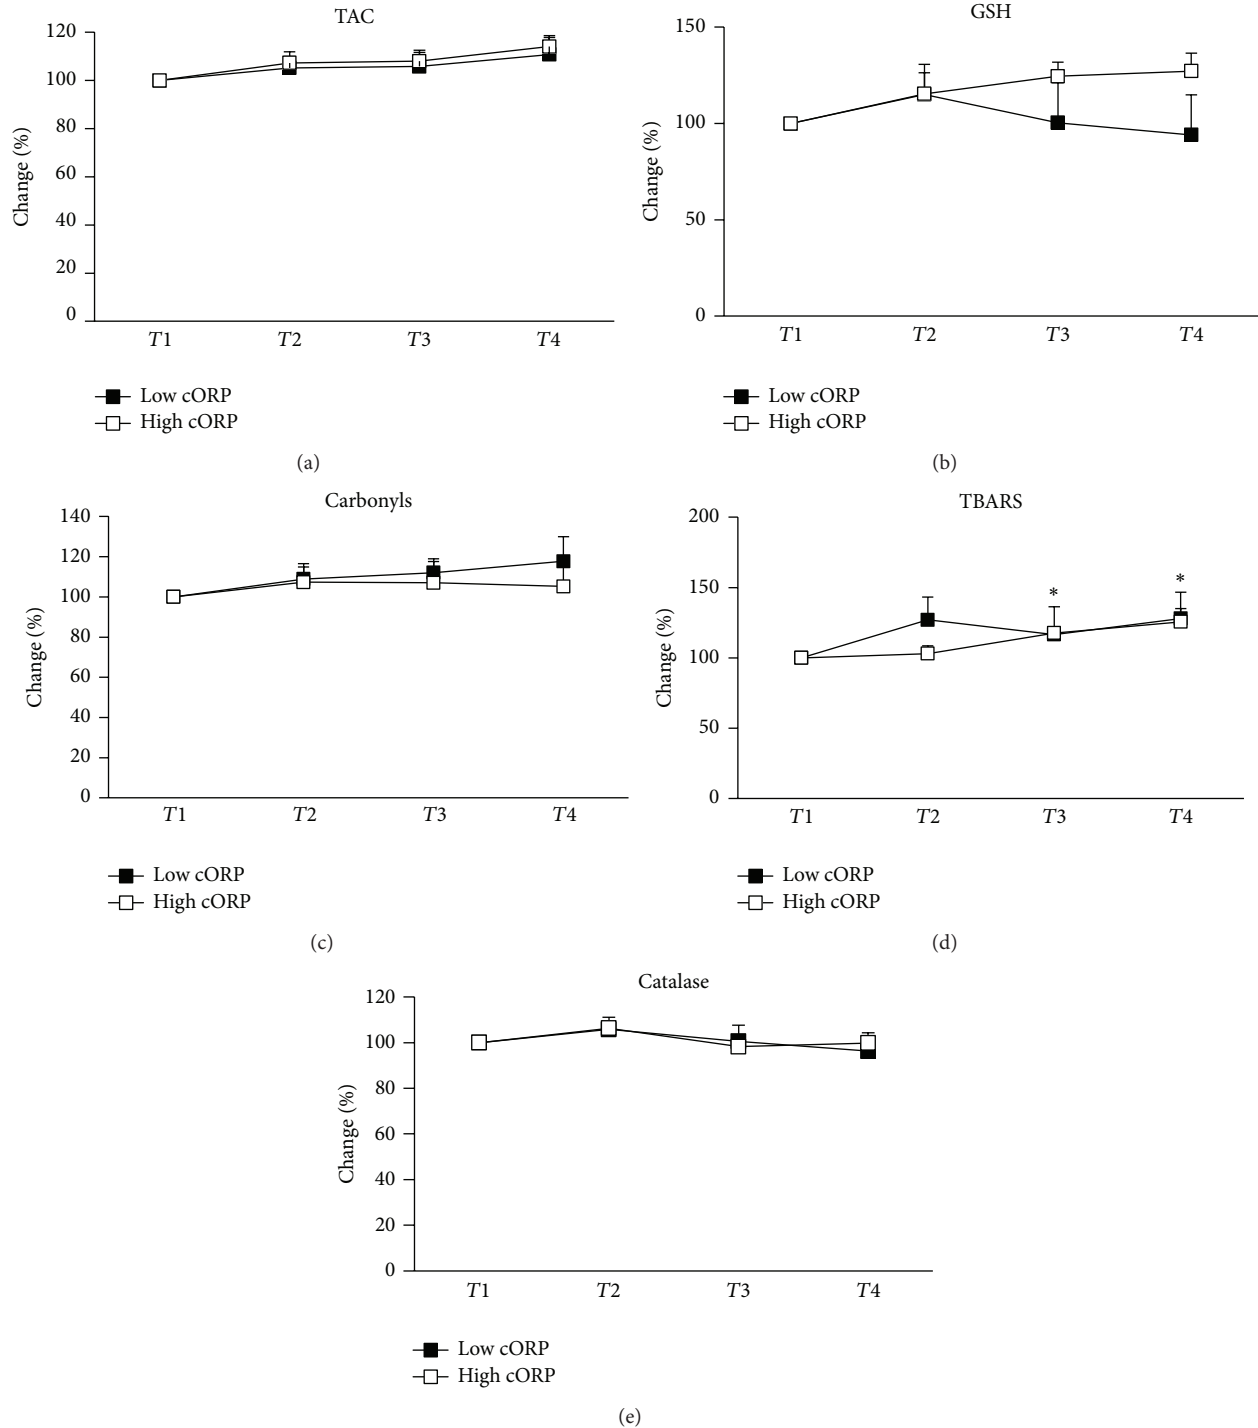 TAC
120
100
80
60
40
20
0
Change (%)
T1 T2 T3 T4
Low cORP
High cORP
(a)
GSH
150
100
50
0
Change (%)
T1 T2 T3 T4
Low cORP
High cORP
(b)
Carbonyls
140
120
100
80
60
40
20
0
Change (%)
T1 T2 T3 T4
Low cORP
High cORP
(c)
TBARS
200
150
100
50
0
Change (%)
* *
T1 T2 T3 T4
Low cORP
High cORP
(d)
Catalase
120
100
80
60
40
20
0
Change (%)
T1 T2 T3 T4
Low cORP
High cORP
(e)